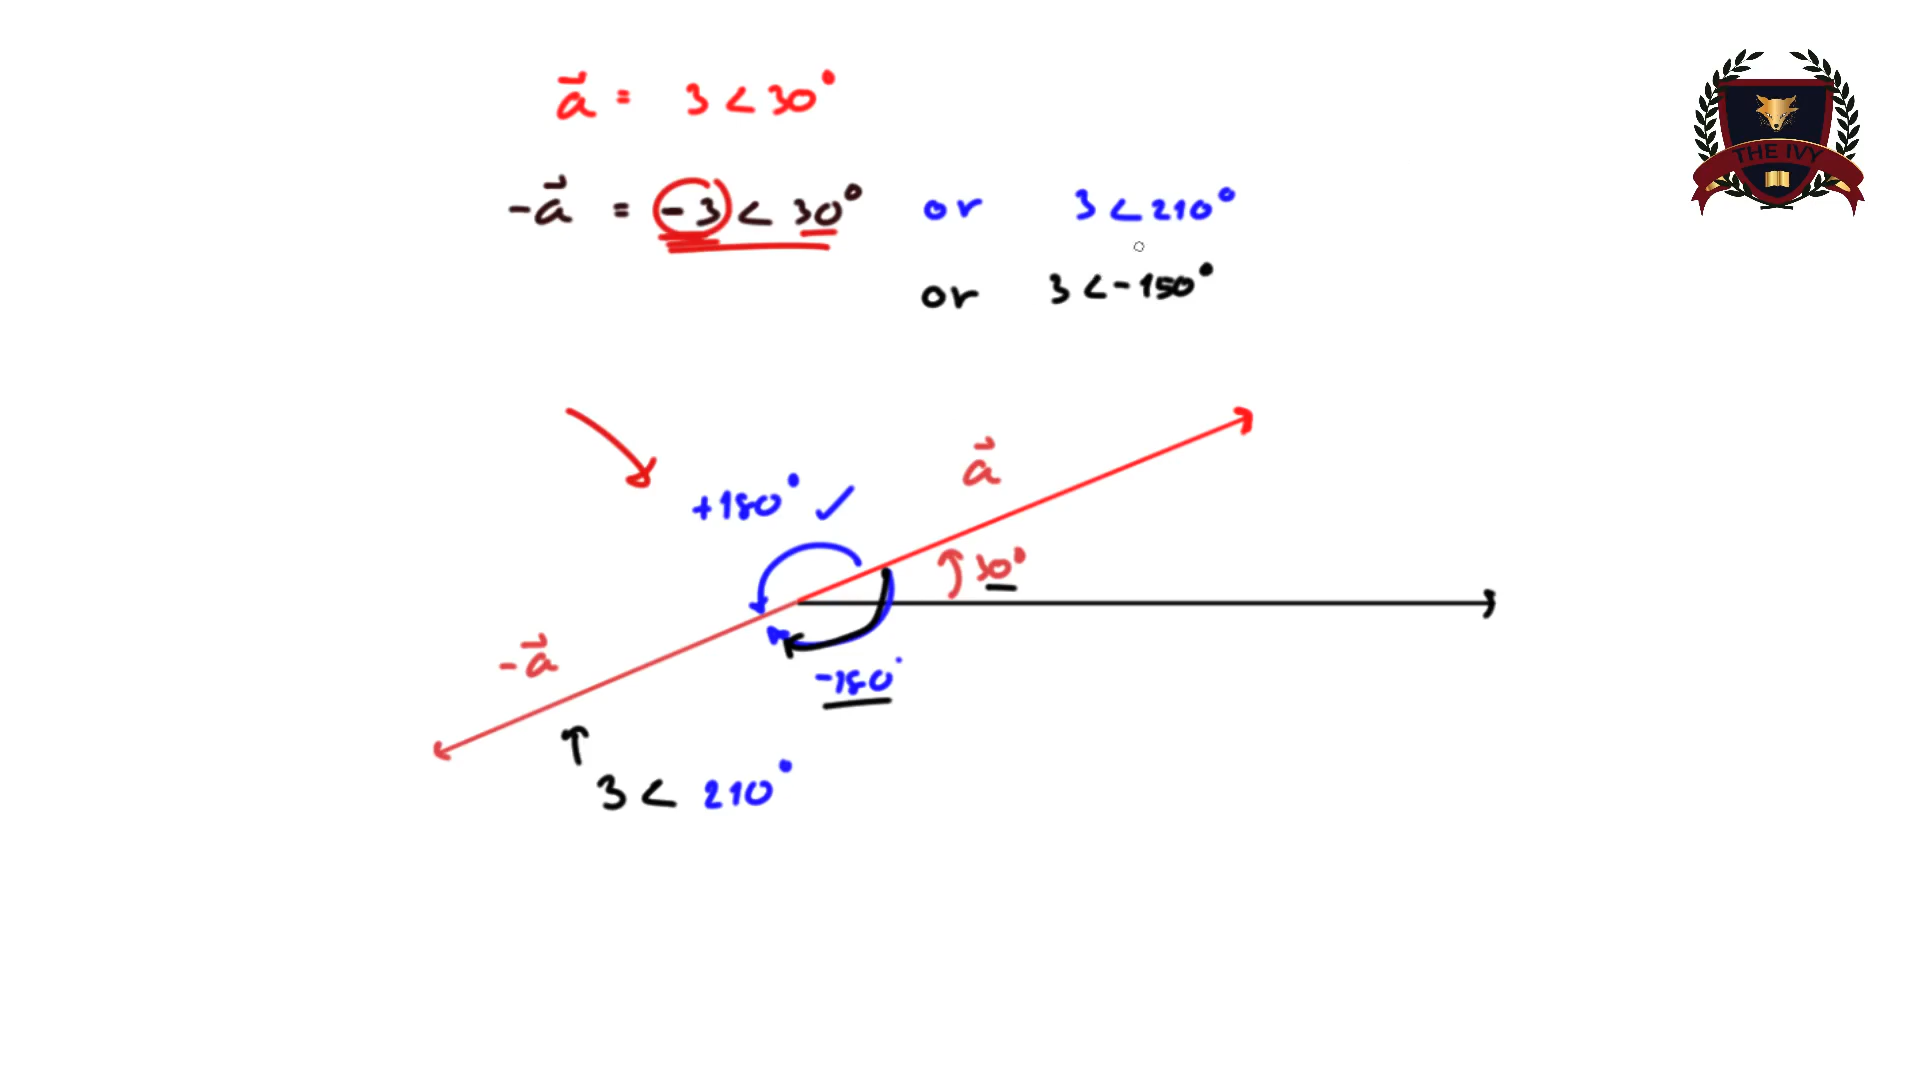 a⃗ = 3 < 30°
-a⃗ = -3 < 30° or 3 < 210°
or 3 < -150°
THE IVY
a⃗
+180° ✓
30°
-a⃗
-180°
3 < 210°